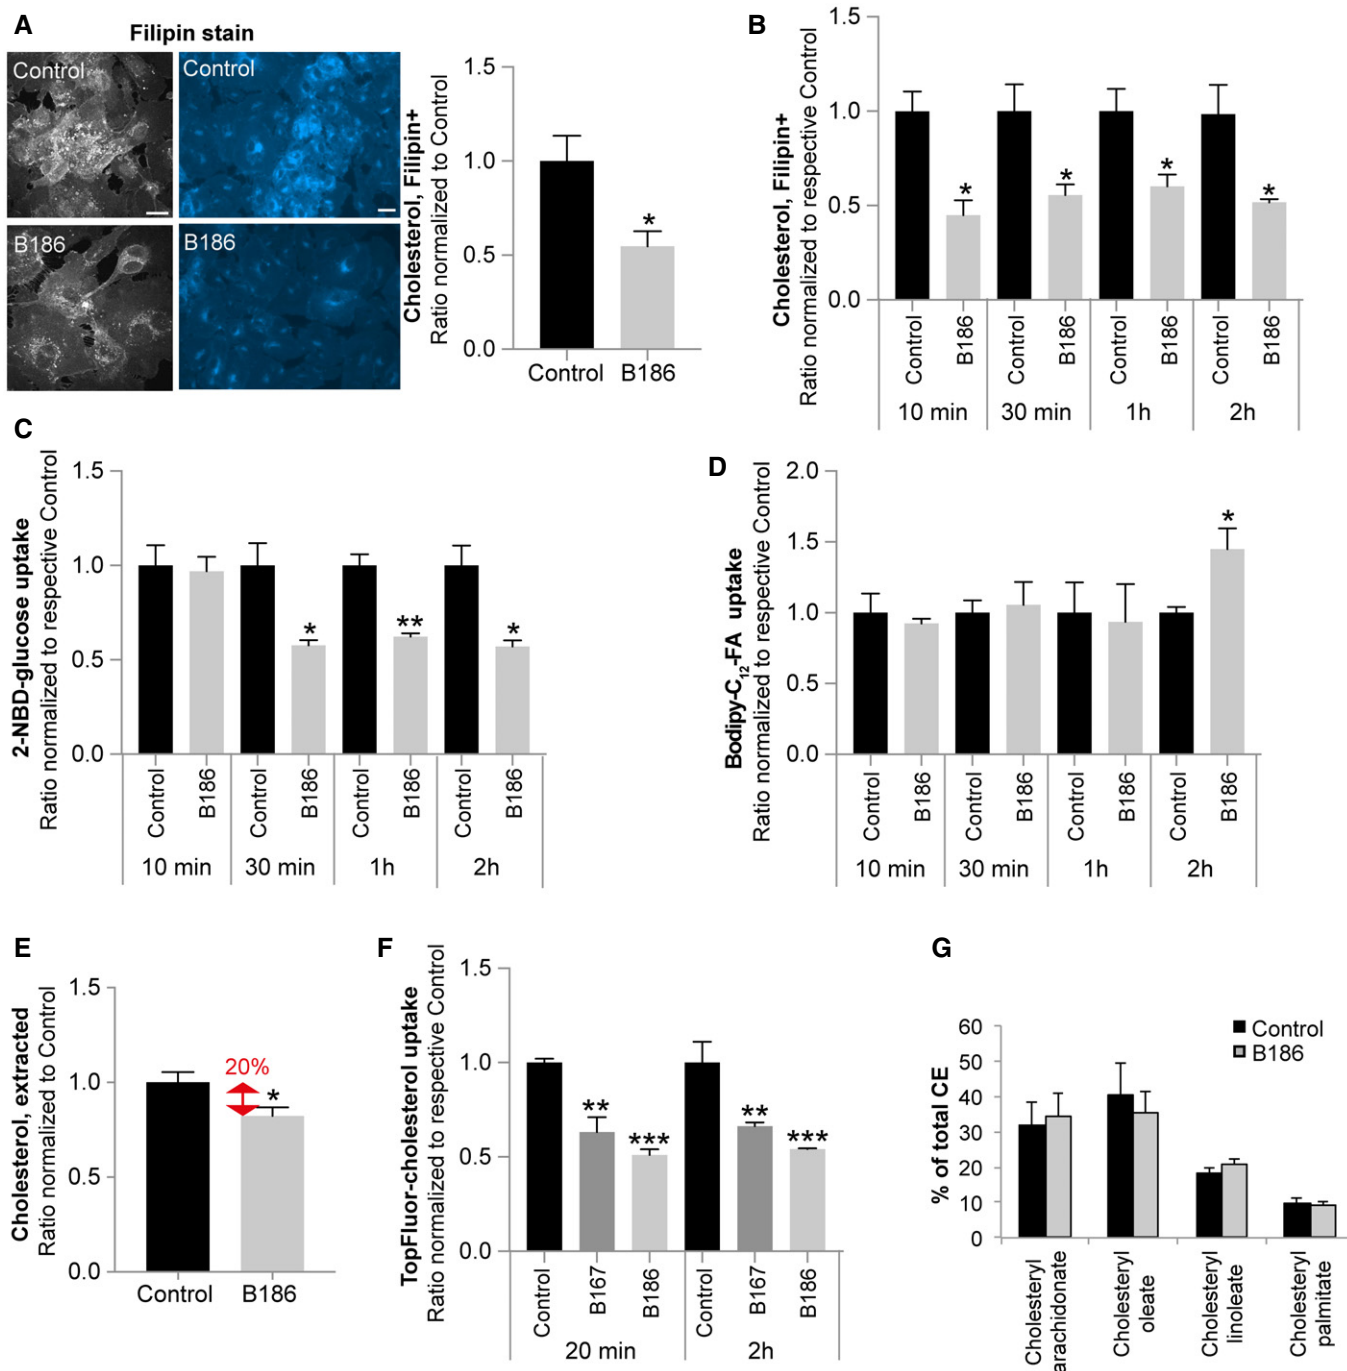 A
Filipin stain
Control
Control
B186
B186
Cholesterol, Filipin+
Ratio normalized to Control
1.5
1.0
0.5
0.0
*
Control
B186
B
Cholesterol, Filipin+
Ratio normalized to respective Control
1.5
1.0
0.5
0.0
* * * *
Control B186 Control B186 Control B186 Control B186
10 min 30 min 1h 2h
C
2-NBD-glucose uptake
Ratio normalized to respective Control
1.5
1.0
0.5
0.0
* ** *
Control B186 Control B186 Control B186 Control B186
10 min 30 min 1h 2h
D
Bodipy-C12-FA uptake
Ratio normalized to respective Control
2.0
1.5
1.0
0.5
0.0
*
Control B186 Control B186 Control B186 Control B186
10 min 30 min 1h 2h
E
Cholesterol, extracted
Ratio normalized to Control
1.5
1.0
0.5
0.0
20%
*
Control B186
F
TopFluor-cholesterol uptake
Ratio normalized to respective Control
1.5
1.0
0.5
0.0
** *** ** ***
Control B167 B186 Control B167 B186
20 min 2h
G
% of total CE
60
50
40
30
20
10
0
Control
B186
Cholesteryl
arachidonate
Cholesteryl
oleate
Cholesteryl
linoleate
Cholesteryl
palmitate